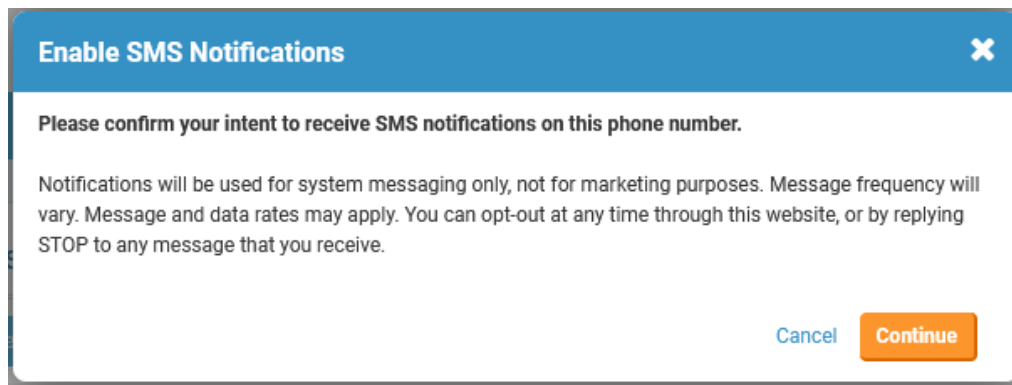 Enable SMS Notifications
Please confirm your intent to receive SMS notifications on this phone number.
Notifications will be used for system messaging only, not for marketing purposes. Message frequency will
vary. Message and data rates may apply. You can opt-out at any time through this website, or by replying
STOP to any message that you receive.
Cancel
Continue